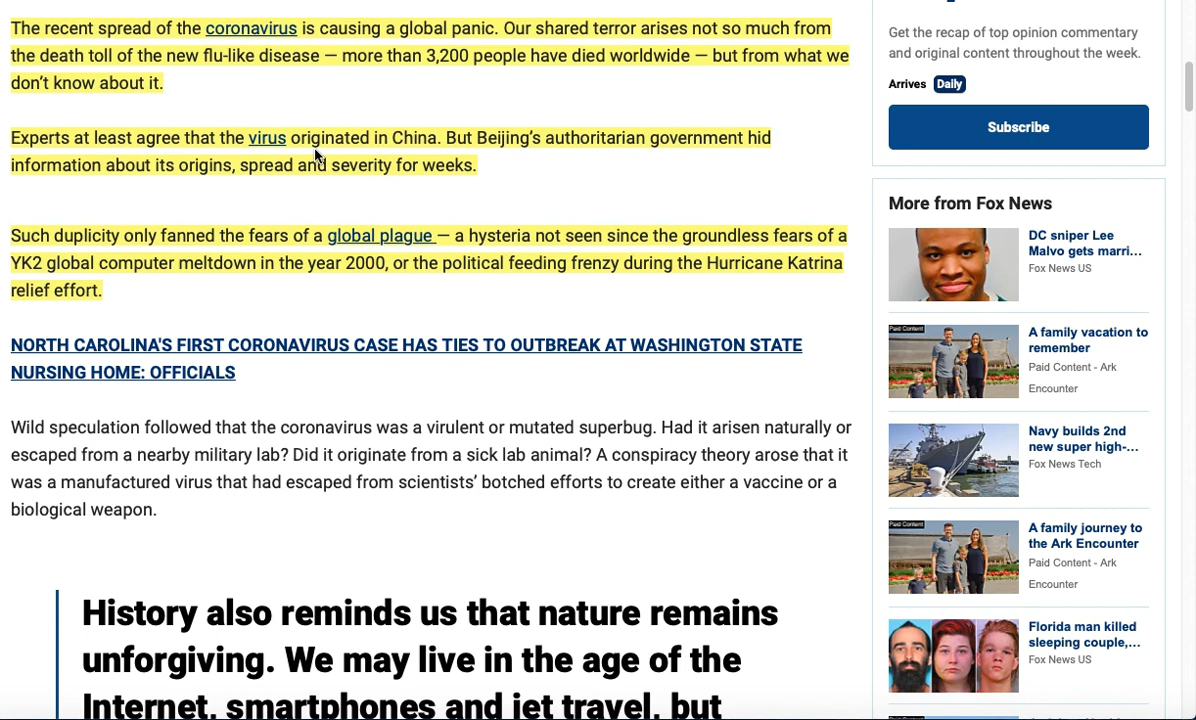 The recent spread of the coronavirus is causing a global panic. Our shared terror arises not so much from
the death toll of the new flu-like disease — more than 3,200 people have died worldwide — but from what we
don't know about it.
Experts at least agree that the virus originated in China. But Beijing's authoritarian government hid
information about its origins, spread and severity for weeks.
Such duplicity only fanned the fears of a global plague — a hysteria not seen since the groundless fears of a
YK2 global computer meltdown in the year 2000, or the political feeding frenzy during the Hurricane Katrina
relief effort.
NORTH CAROLINA'S FIRST CORONAVIRUS CASE HAS TIES TO OUTBREAK AT WASHINGTON STATE
NURSING HOME: OFFICIALS
Wild speculation followed that the coronavirus was a virulent or mutated superbug. Had it arisen naturally or
escaped from a nearby military lab? Did it originate from a sick lab animal? A conspiracy theory arose that it
was a manufactured virus that had escaped from scientists' botched efforts to create either a vaccine or a
biological weapon.
History also reminds us that nature remains
unforgiving. We may live in the age of the
Internet, smartphones and jet travel, but
Get the recap of top opinion commentary
and original content throughout the week.
Arrives Daily
Subscribe
More from Fox News
DC sniper Lee
Malvo gets marri...
Fox News US
Paid Content
A family vacation to
remember
Paid Content - Ark
Encounter
Navy builds 2nd
new super high-...
Fox News Tech
Paid Content
A family journey to
the Ark Encounter
Paid Content - Ark
Encounter
Florida man killed
sleeping couple,...
Fox News US